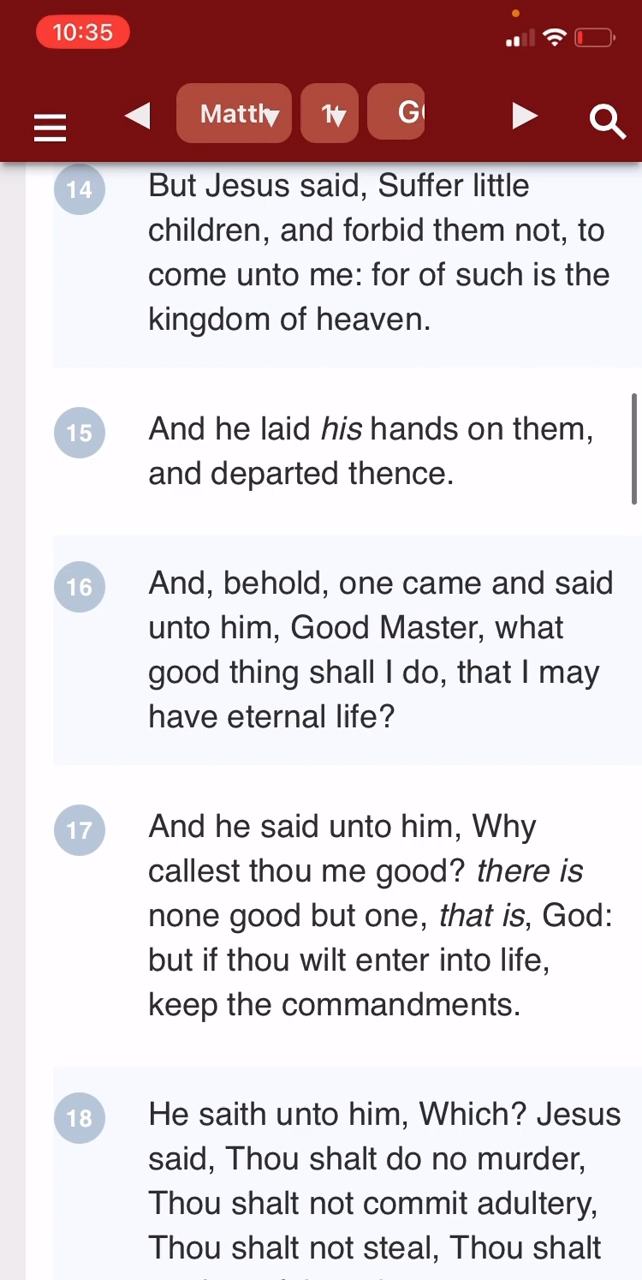 10:35
Matth
1
G
14
But Jesus said, Suffer little
children, and forbid them not, to
come unto me: for of such is the
kingdom of heaven.
15
And he laid his hands on them,
and departed thence.
16
And, behold, one came and said
unto him, Good Master, what
good thing shall I do, that I may
have eternal life?
17
And he said unto him, Why
callest thou me good? there is
none good but one, that is, God:
but if thou wilt enter into life,
keep the commandments.
18
He saith unto him, Which? Jesus
said, Thou shalt do no murder,
Thou shalt not commit adultery,
Thou shalt not steal, Thou shalt